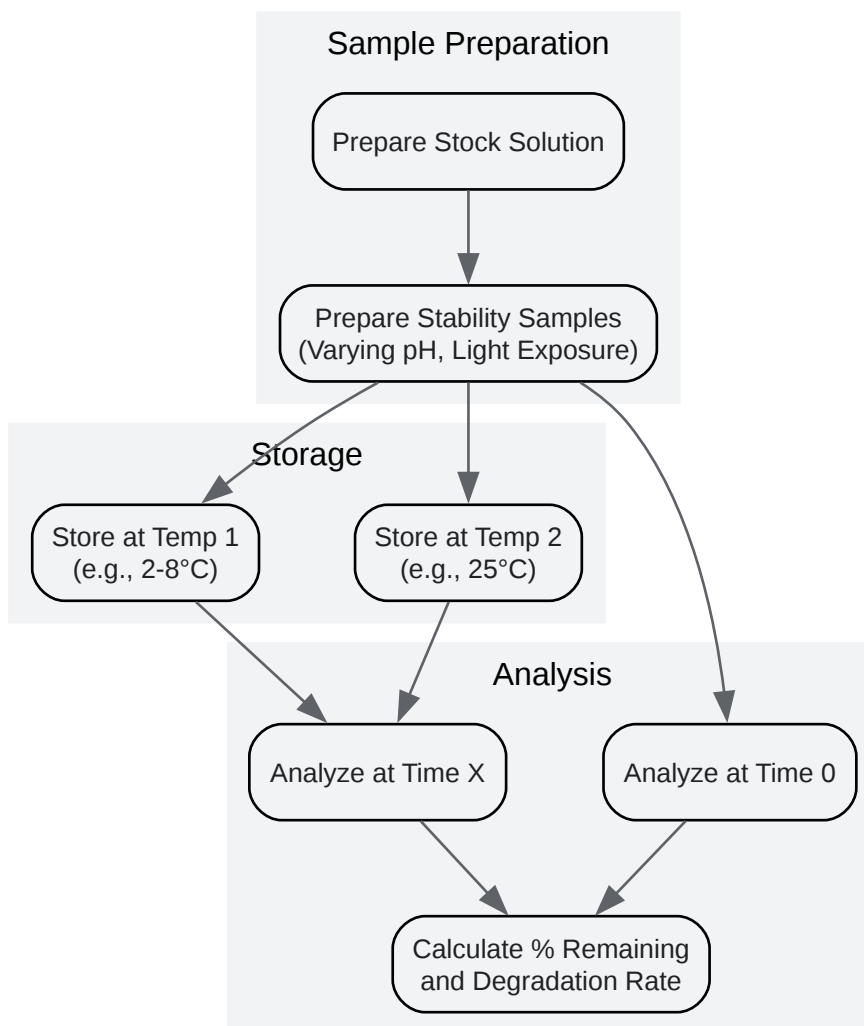 Sample Preparation
Prepare Stock Solution
Prepare Stability Samples
(Varying pH, Light Exposure)
Storage
Store at Temp 1
(e.g., 2-8°C)
Store at Temp 2
(e.g., 25°C)
Analysis
Analyze at Time X
Analyze at Time 0
Calculate % Remaining
and Degradation Rate